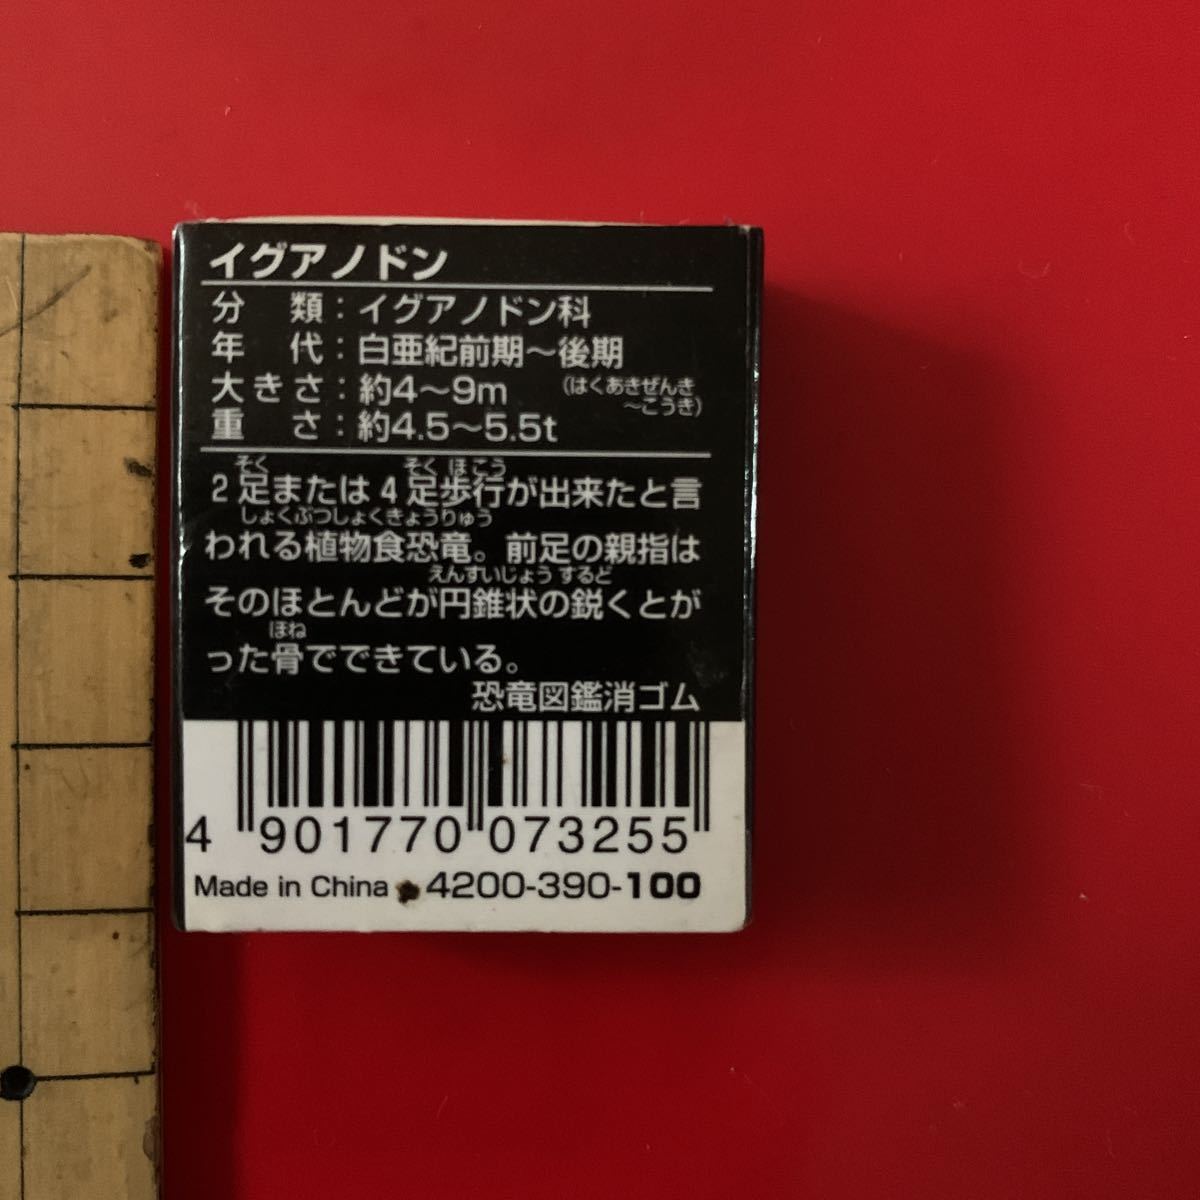 イグアノドン
分類：イグアノドン科
年代：白亜紀前期〜後期
大きさ：約4〜9m （はくあきぜんき
〜こうき）
重さ：約4.5〜5.5t
そく そく ほこう
2足または4足歩行が出来たと言
しょくぶつしょくきょうりゅう
われる植物食恐竜。前足の親指は
えんすいじょう するど
そのほとんどが円錐状の鋭くとが
ほね
った骨でできている。
恐竜図鑑消ゴム
4 901770 073255
Made in China 4200-390-100